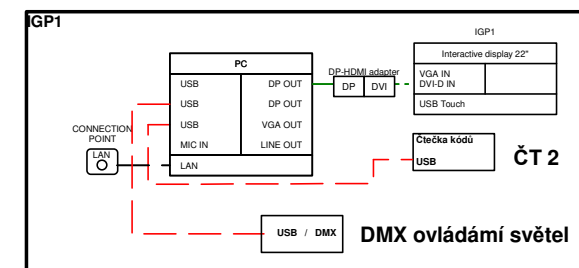 IGP1
IGP1
PC
Interactive display 22"
DP-HDMI adapter
USB DP OUT
VGA IN
DVI-D IN
DP DVI
USB DP OUT
USB Touch
USB VGA OUT
CONNECTION
POINT
MIC IN LINE OUT
Čtečka kódů
LAN
LAN
USB
ČT 2
USB / DMX
DMX ovládámí světel